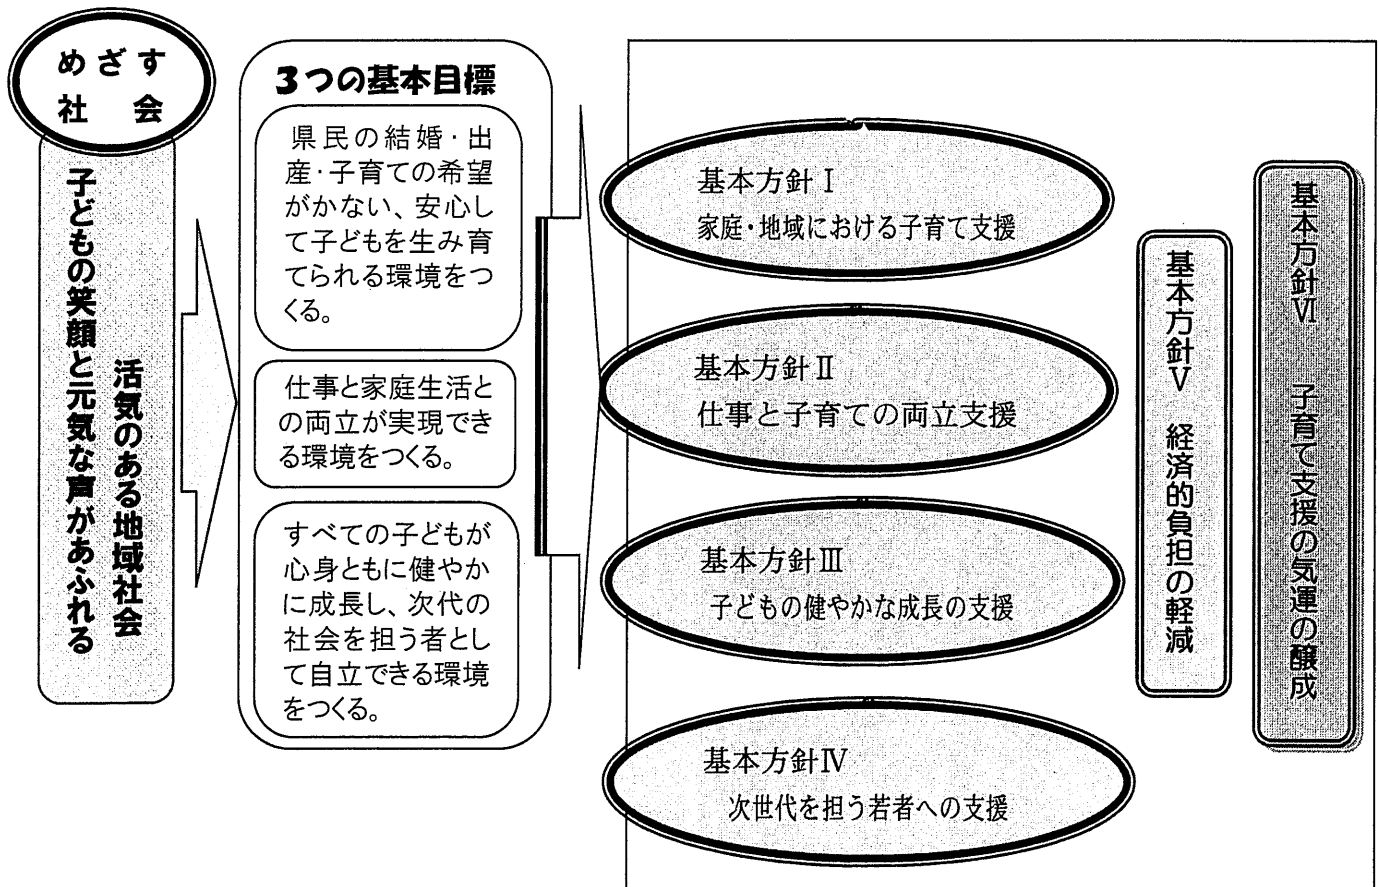 めざす
社会
子どもの笑顔と元気な声があふれる
活気のある地域社会
3つの基本目標
県民の結婚・出
産・子育ての希望
がかない、安心し
て子どもを生み育
てられる環境をつ
くる。
仕事と家庭生活と
の両立が実現でき
る環境をつくる。
すべての子どもが
心身ともに健やか
に成長し、次代の
社会を担う者とし
て自立できる環境
をつくる。
基本方針Ⅰ
家庭・地域における子育て支援
基本方針Ⅱ
仕事と子育ての両立支援
基本方針Ⅲ
子どもの健やかな成長の支援
基本方針Ⅳ
次世代を担う若者への支援
基本方針Ⅴ 経済的負担の軽減
基本方針Ⅵ 子育て支援の気運の醸成